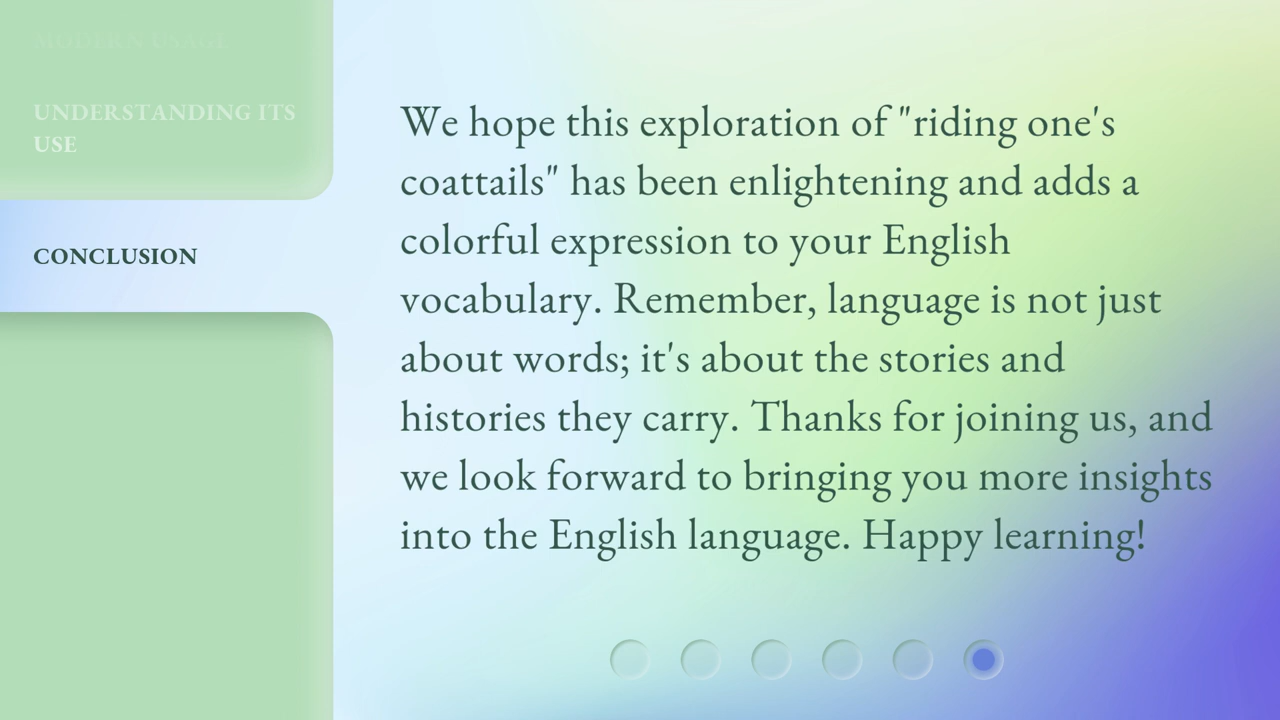 MODERN USAGE
UNDERSTANDING ITS
USE
CONCLUSION
We hope this exploration of "riding one's
coattails" has been enlightening and adds a
colorful expression to your English
vocabulary. Remember, language is not just
about words; it's about the stories and
histories they carry. Thanks for joining us, and
we look forward to bringing you more insights
into the English language. Happy learning!